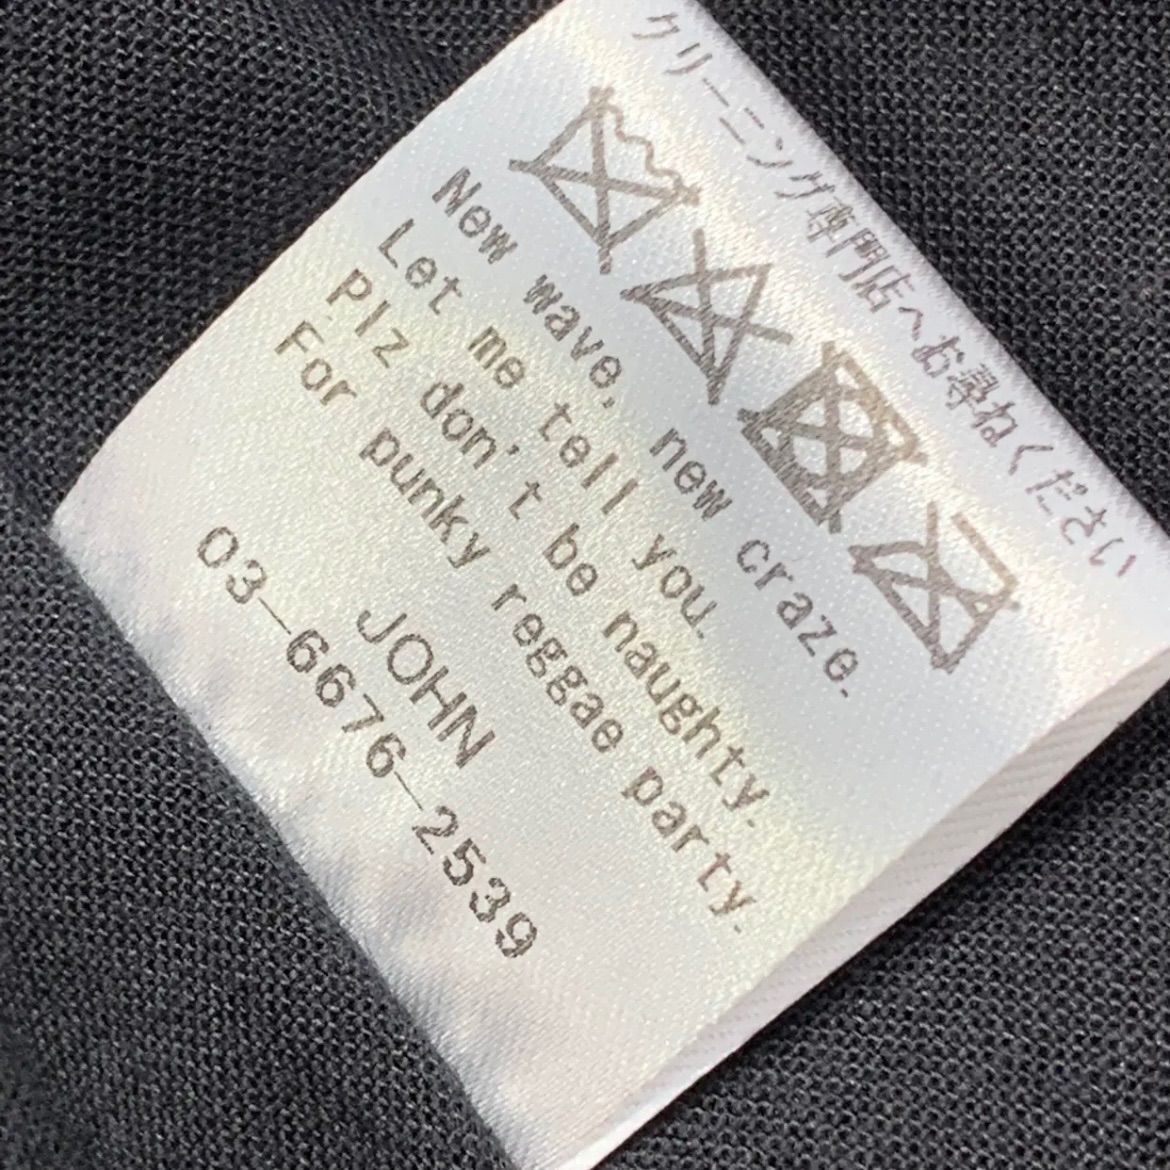 クリーニング専門店へお尋ねください
New wave, new craze.
Let me tell you.
Plz don't be naughty.
For punky reggae party.
JOHN
03-6676-2539